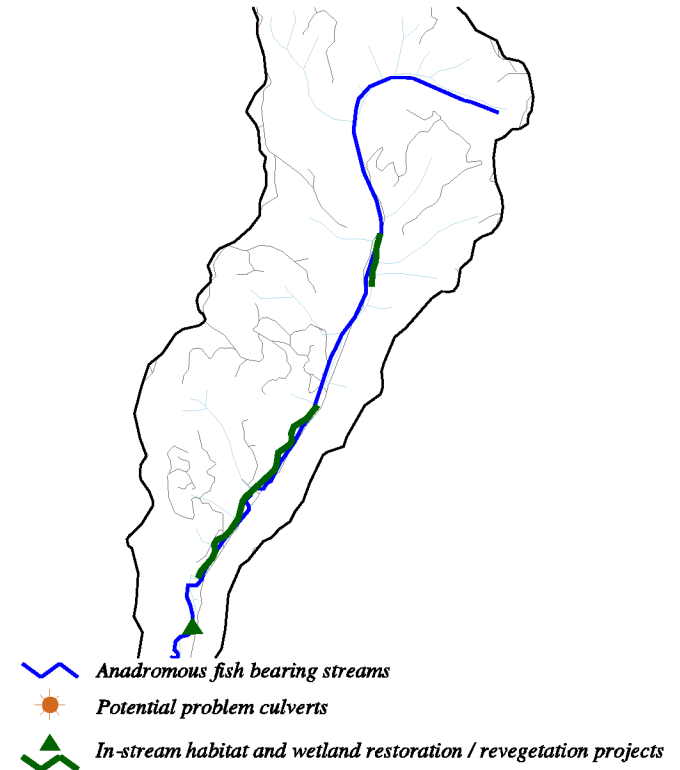 Anadromous fish bearing streams
Potential problem culverts
In-stream habitat and wetland restoration / revegetation projects